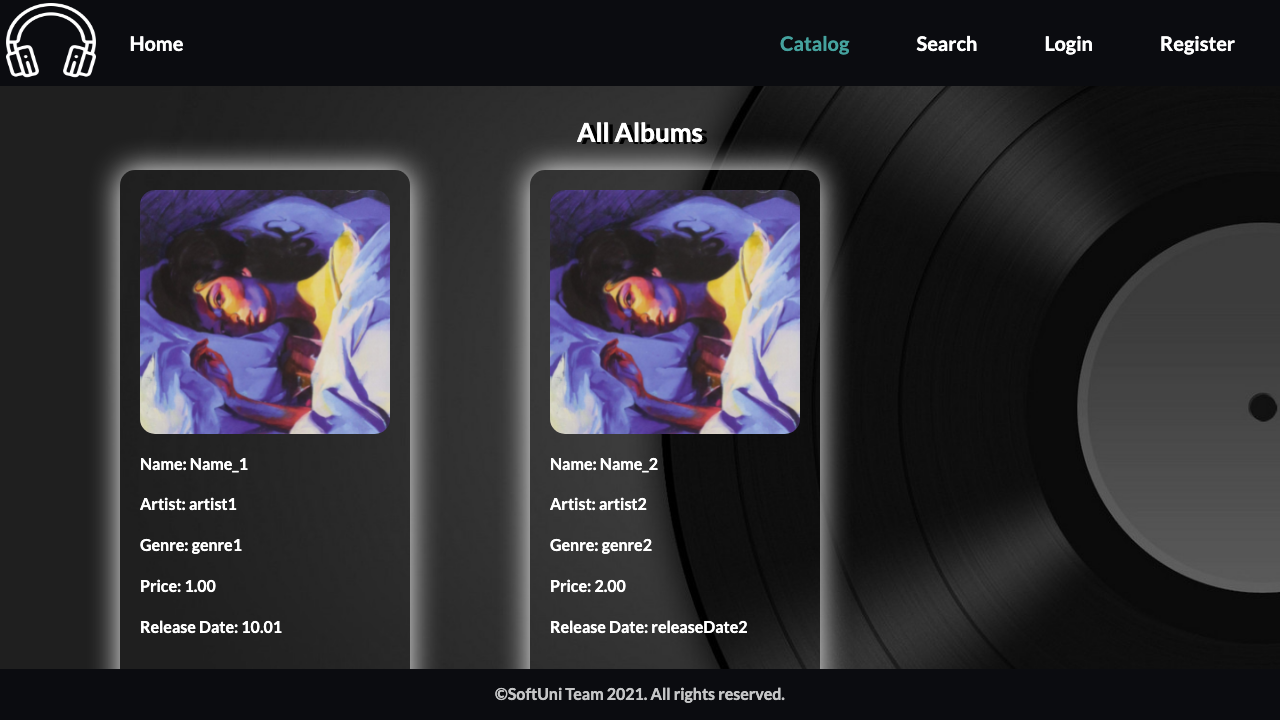 Home
Catalog
Search
Login
Register
All Albums
Name: Name_1
Artist: artist1
Genre: genre1
Price: 1.00
Release Date: 10.01
Name: Name_2
Artist: artist2
Genre: genre2
Price: 2.00
Release Date: releaseDate2
©SoftUni Team 2021. All rights reserved.